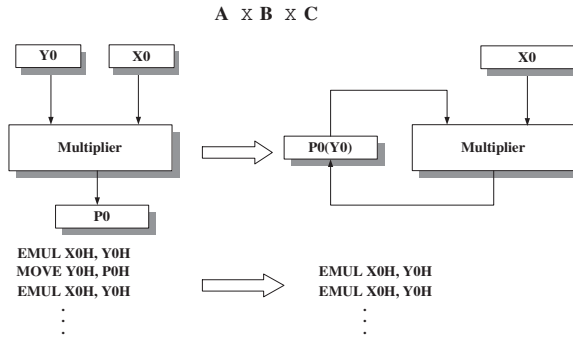 A X B X C
Y0
X0
Multiplier
P0
X0
P0(Y0)
Multiplier
EMUL X0H, Y0H
MOVE Y0H, P0H
EMUL X0H, Y0H
EMUL X0H, Y0H
EMUL X0H, Y0H